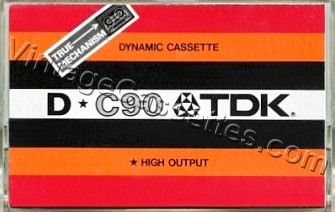 TRUE
MECHANISM
DYNAMIC CASSETTE
D ★ C90 TDK®
★ HIGH OUTPUT
VintageCassettes.com